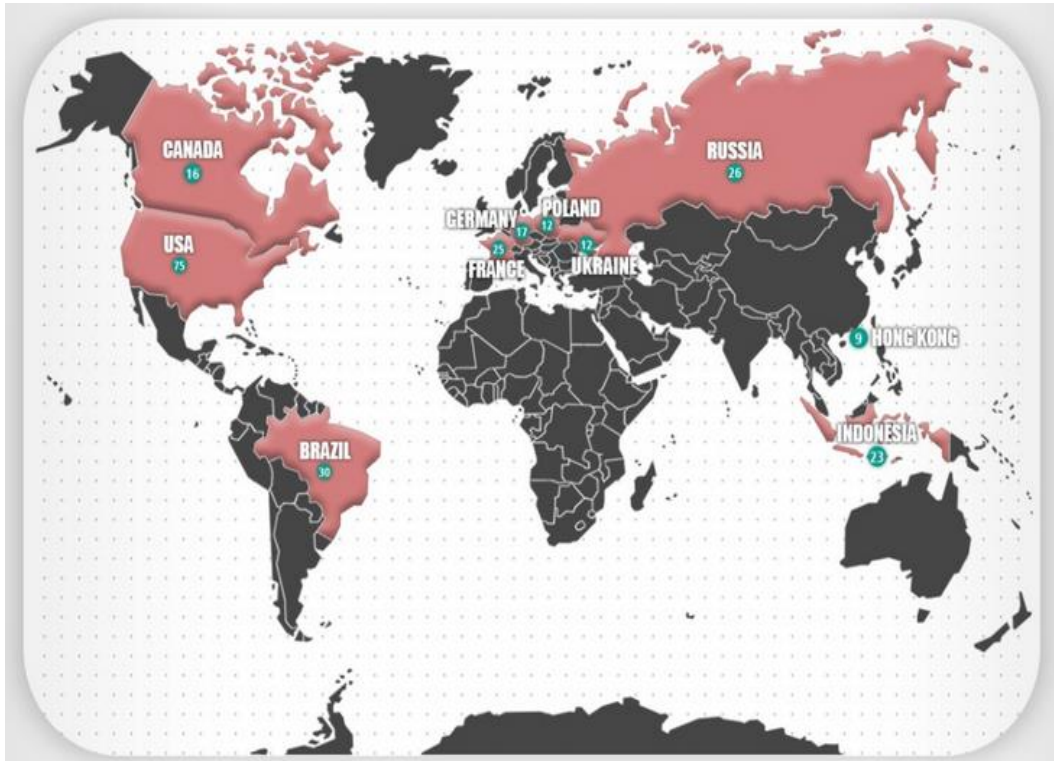 CANADA
16
RUSSIA
26
GERMANY
17
POLAND
12
USA
75
FRANCE
25
UKRAINE
12
HONG KONG
9
BRAZIL
30
INDONESIA
23